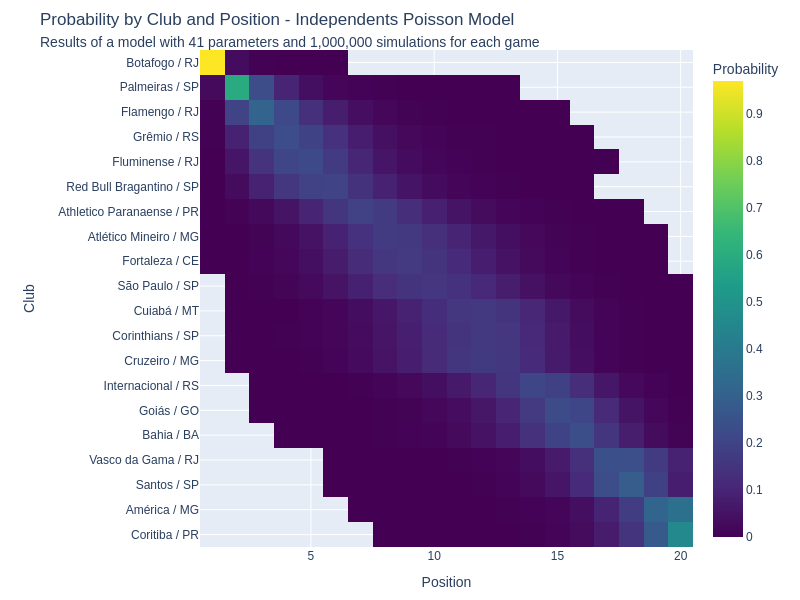 Probability by Club and Position - Independents Poisson Model
Results of a model with 41 parameters and 1,000,000 simulations for each game
Probability
Botafogo / RJ
Palmeiras / SP
Flamengo / RJ
Grêmio / RS
Fluminense / RJ
Red Bull Bragantino / SP
Athletico Paranaense / PR
Atlético Mineiro / MG
Fortaleza / CE
São Paulo / SP
Cuiabá / MT
Corinthians / SP
Cruzeiro / MG
Internacional / RS
Goiás / GO
Bahia / BA
Vasco da Gama / RJ
Santos / SP
América / MG
Coritiba / PR
Club
5
10
15
20
Position
0.9
0.8
0.7
0.6
0.5
0.4
0.3
0.2
0.1
0